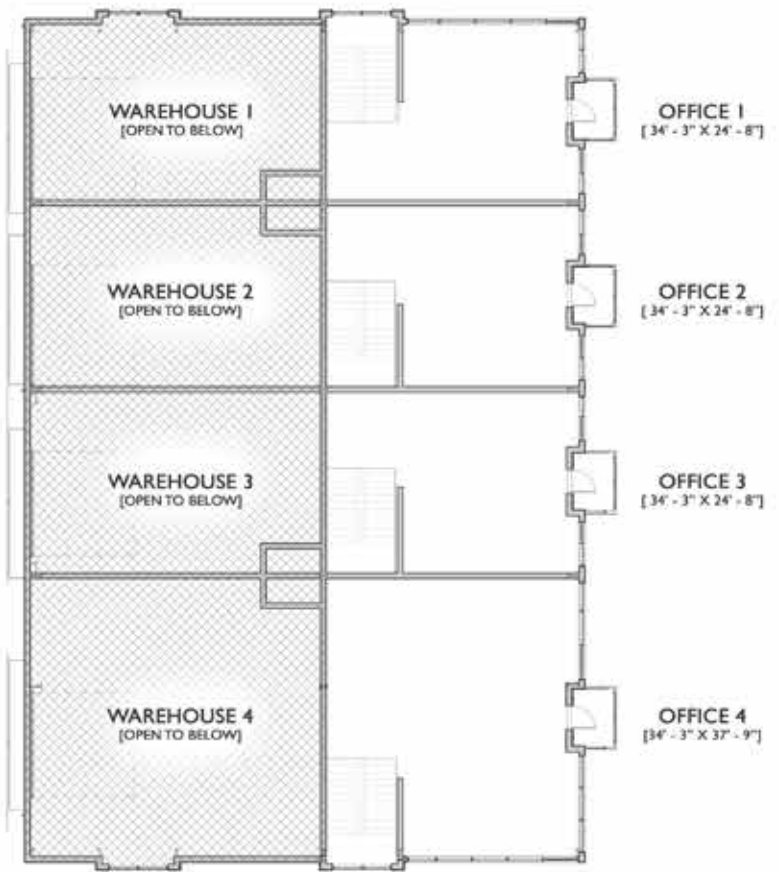 WAREHOUSE 1
[OPEN TO BELOW]
OFFICE 1
[ 34' - 3" X 24' - 8"]
WAREHOUSE 2
[OPEN TO BELOW]
OFFICE 2
[ 34' - 3" X 24' - 8"]
WAREHOUSE 3
[OPEN TO BELOW]
OFFICE 3
[ 34' - 3" X 24' - 8"]
WAREHOUSE 4
[OPEN TO BELOW]
OFFICE 4
[34' - 3" X 37' - 9"]